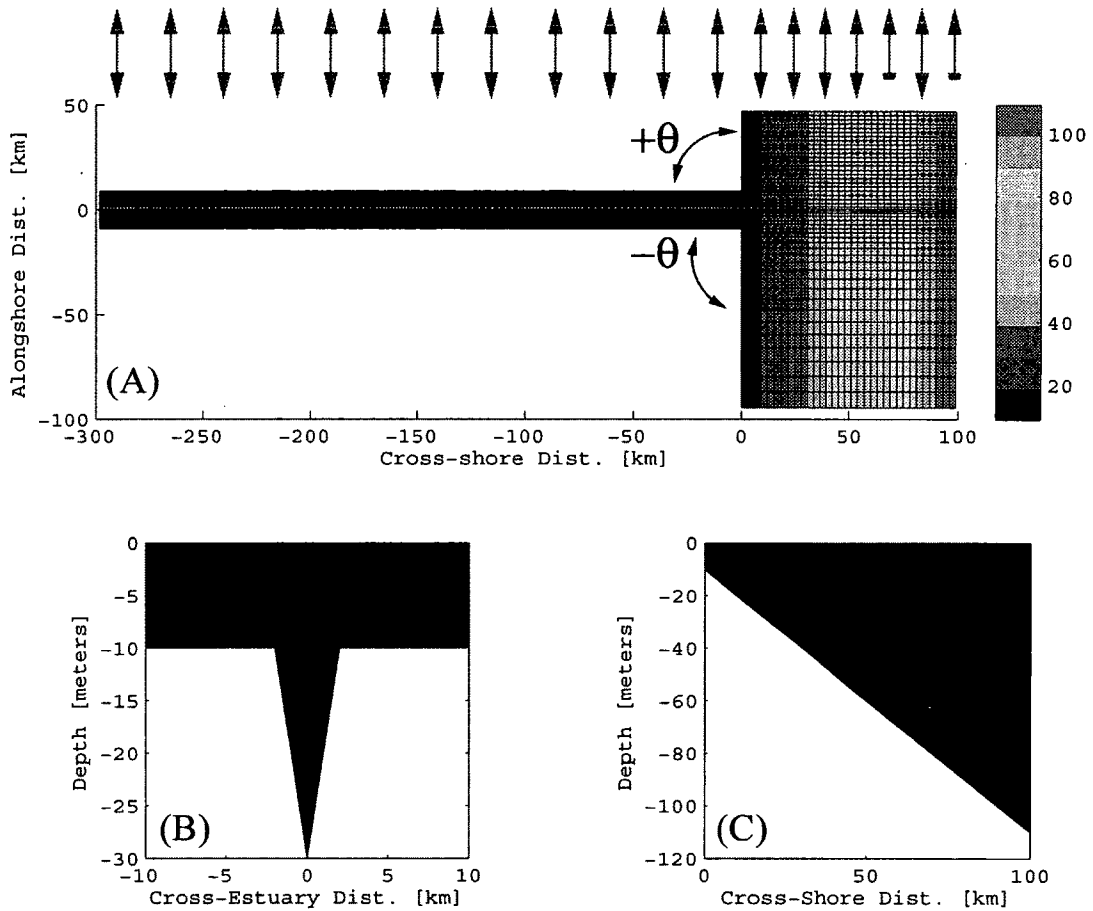 50
0
-50
-100
Alongshore Dist. [km]
+θ
-θ
(A)
-300 -250 -200 -150 -100 -50 0 50 100
Cross-shore Dist. [km]
100
80
60
40
20
0
-5
-10
-15
-20
-25
-30
Depth [meters]
(B)
-10 -5 0 5 10
Cross-Estuary Dist. [km]
0
-20
-40
-60
-80
-100
-120
Depth [meters]
(C)
0 50 100
Cross-Shore Dist. [km]